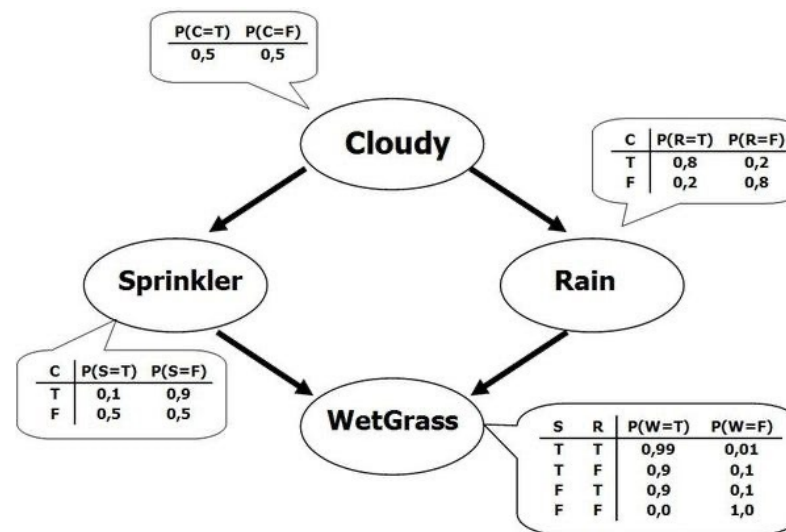 P(C=T) P(C=F)
0,5 0,5
Cloudy
C P(R=T) P(R=F)
T 0,8 0,2
F 0,2 0,8
Sprinkler
Rain
C P(S=T) P(S=F)
T 0,1 0,9
F 0,5 0,5
WetGrass
S R P(W=T) P(W=F)
T T 0,99 0,01
T F 0,9 0,1
F T 0,9 0,1
F F 0,0 1,0